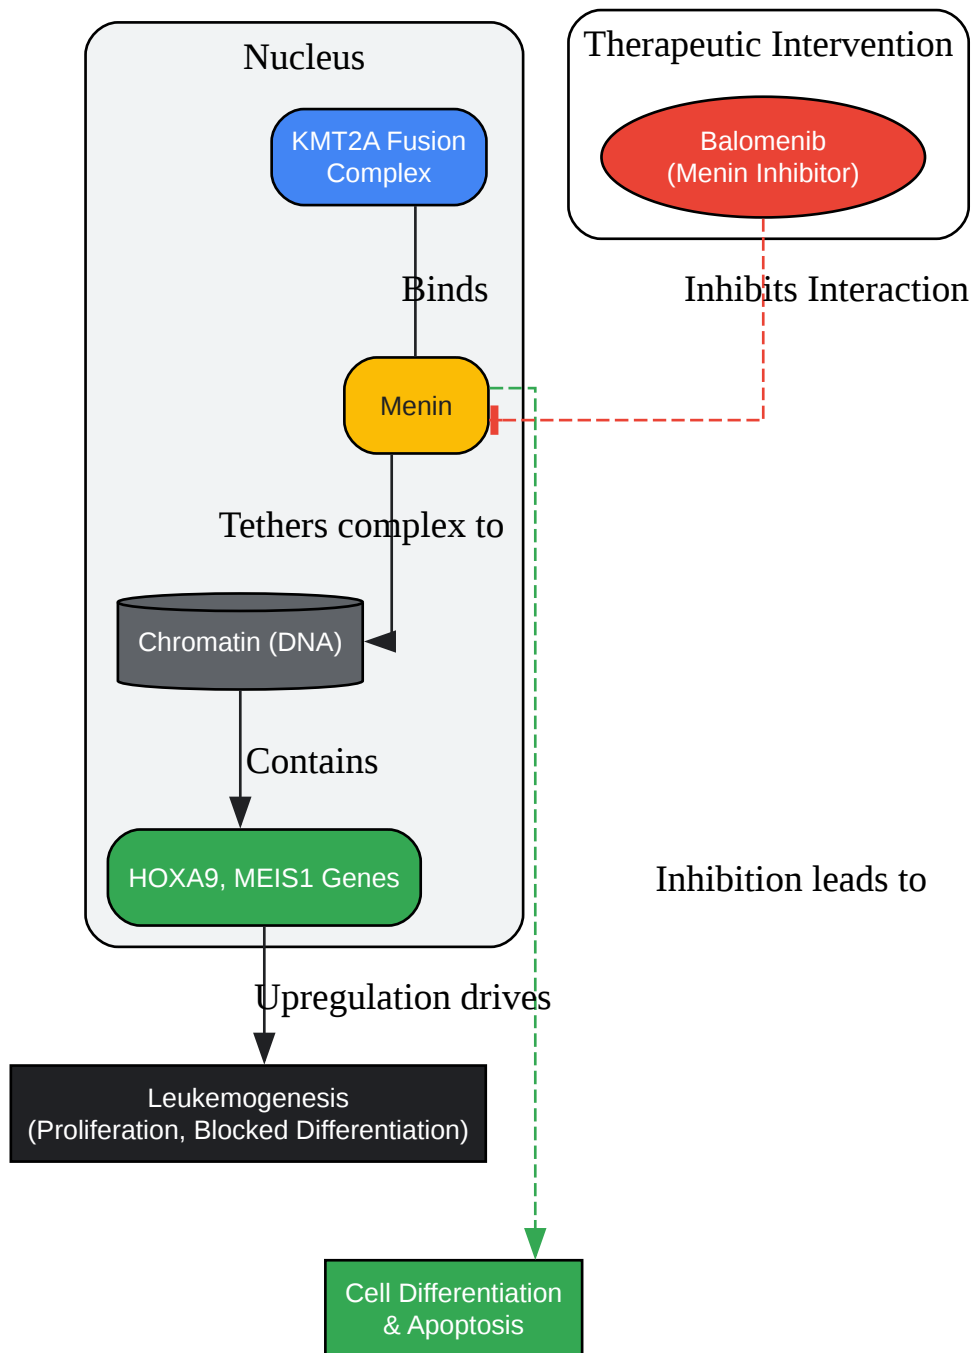 Nucleus
Therapeutic Intervention
KMT2A Fusion
Complex
Balomenib
(Menin Inhibitor)
Binds
Inhibits Interaction
Menin
Tethers complex to
Chromatin (DNA)
Contains
HOXA9, MEIS1 Genes
Inhibition leads to
Upregulation drives
Leukemogenesis
(Proliferation, Blocked Differentiation)
Cell Differentiation
& Apoptosis